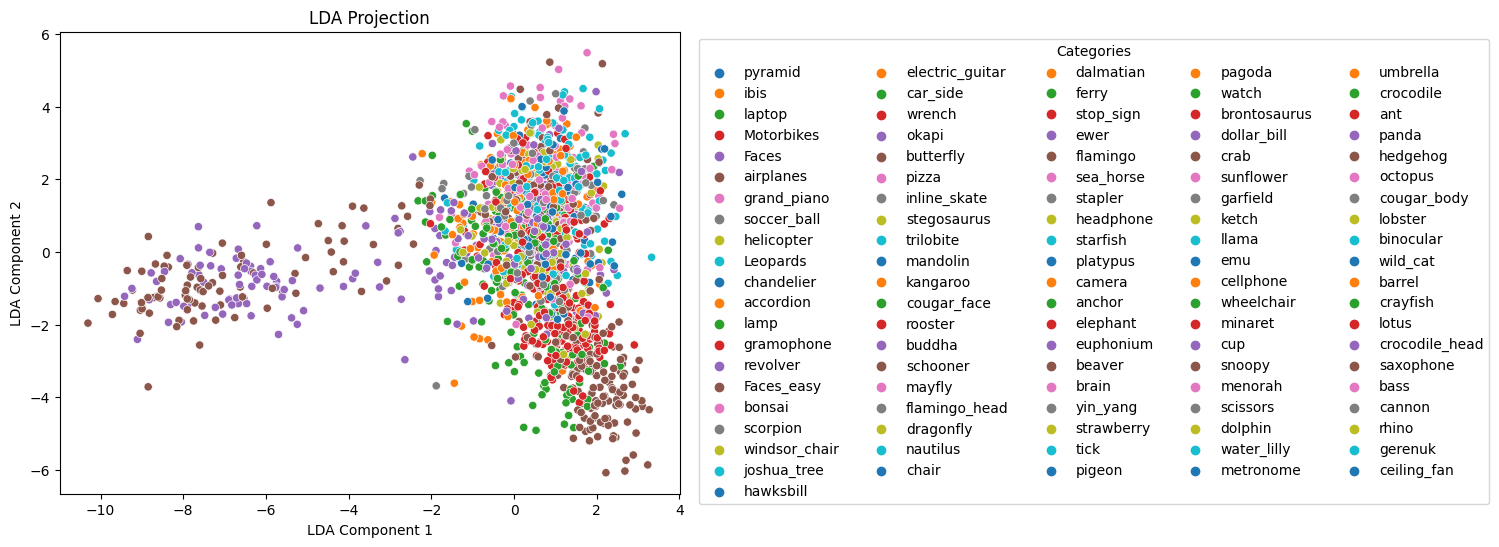 LDA Projection
6
4
2
0
−2
−4
−6
LDA Component 2
−10 −8 −6 −4 −2 0 2 4
LDA Component 1
Categories
pyramid
ibis
laptop
Motorbikes
Faces
airplanes
grand_piano
soccer_ball
helicopter
Leopards
chandelier
accordion
lamp
gramophone
revolver
Faces_easy
bonsai
scorpion
windsor_chair
joshua_tree
hawksbill
electric_guitar
car_side
wrench
okapi
butterfly
pizza
inline_skate
stegosaurus
trilobite
mandolin
kangaroo
cougar_face
rooster
buddha
schooner
mayfly
flamingo_head
dragonfly
nautilus
chair
dalmatian
ferry
stop_sign
ewer
flamingo
sea_horse
stapler
headphone
starfish
platypus
camera
anchor
elephant
euphonium
beaver
brain
yin_yang
strawberry
tick
pigeon
pagoda
watch
brontosaurus
dollar_bill
crab
sunflower
garfield
ketch
llama
emu
cellphone
wheelchair
minaret
cup
snoopy
menorah
scissors
dolphin
water_lilly
metronome
umbrella
crocodile
ant
panda
hedgehog
octopus
cougar_body
lobster
binocular
wild_cat
barrel
crayfish
lotus
crocodile_head
saxophone
bass
cannon
rhino
gerenuk
ceiling_fan